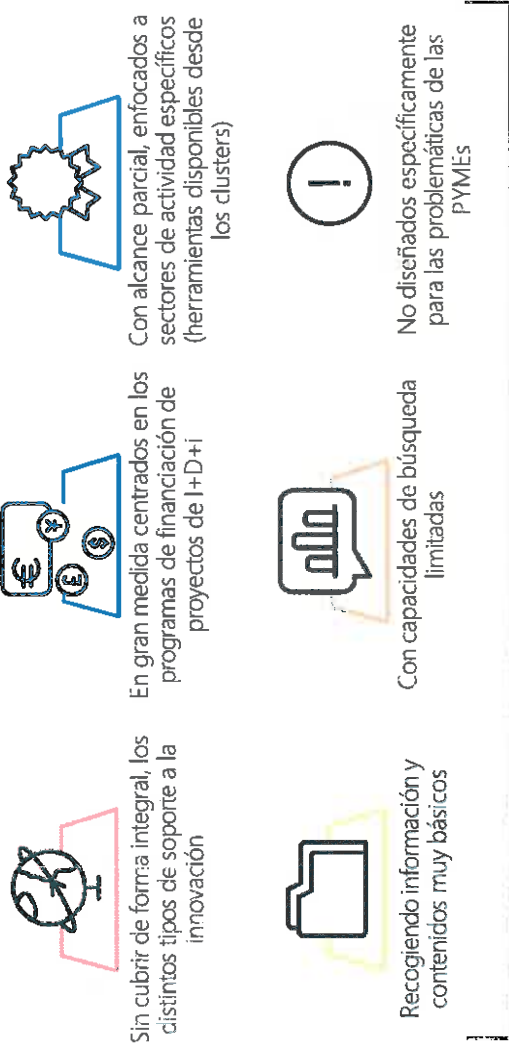 Sin cubrir de forma integral, los
distintos tipos de soporte a la
innovación
En gran medida centrados en los
programas de financiación de
proyectos de I+D+i
Con alcance parcial, enfocados a
sectores de actividad específicos
(herramientas disponibles desde
los clusters)
Recogiendo información y
contenidos muy básicos
Con capacidades de búsqueda
limitadas
No diseñados específicamente
para las problemáticas de las
PYMEs